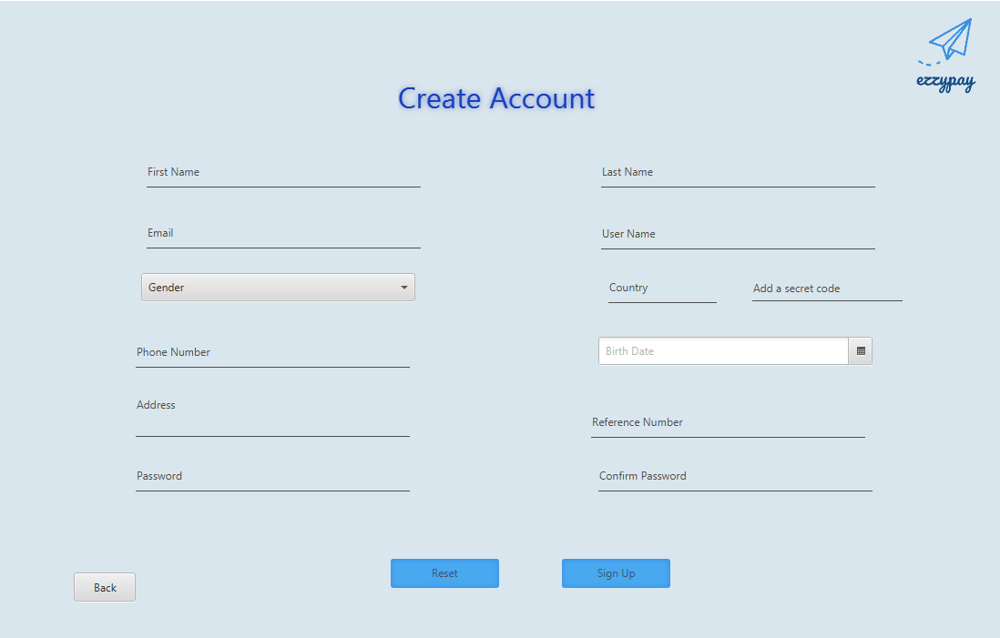 ezzypay
Create Account
First Name
Last Name
Email
User Name
Gender
Country
Add a secret code
Phone Number
Birth Date
Address
Reference Number
Password
Confirm Password
Reset
Sign Up
Back